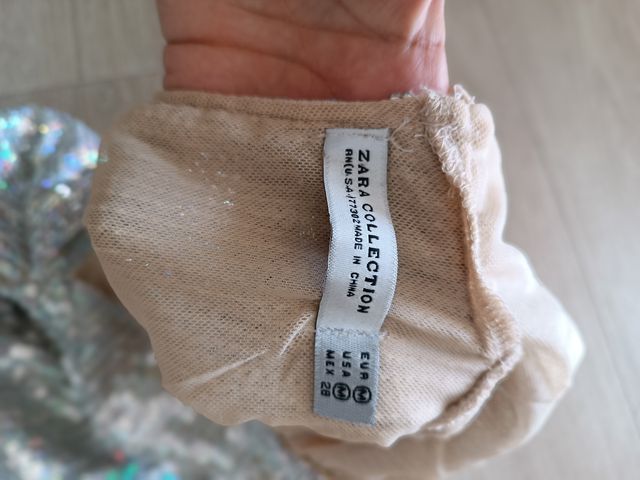 ZARA COLLECTION
RN(U.S.A.)77302 MADE IN CHINA
EUR M
USA M
MEX 28